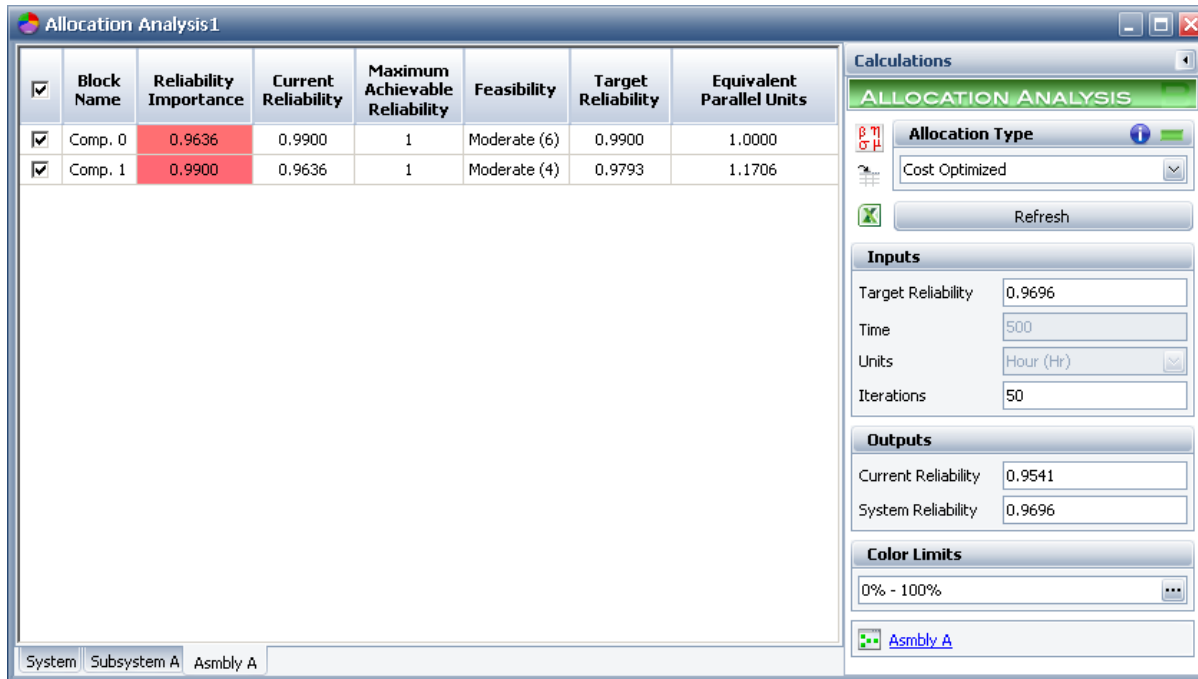 Allocation Analysis1
Block Name Reliability Importance Current Reliability Maximum Achievable Reliability Feasibility Target Reliability Equivalent Parallel Units
Comp. 0 0.9636 0.9900 1 Moderate (6) 0.9900 1.0000
Comp. 1 0.9900 0.9636 1 Moderate (4) 0.9793 1.1706
System Subsystem A Asmbly A
Calculations
ALLOCATION ANALYSIS
β η σ μ
Allocation Type
Cost Optimized
Refresh
Inputs
Target Reliability 0.9696
Time 500
Units Hour (Hr)
Iterations 50
Outputs
Current Reliability 0.9541
System Reliability 0.9696
Color Limits
0% - 100%
Asmbly A